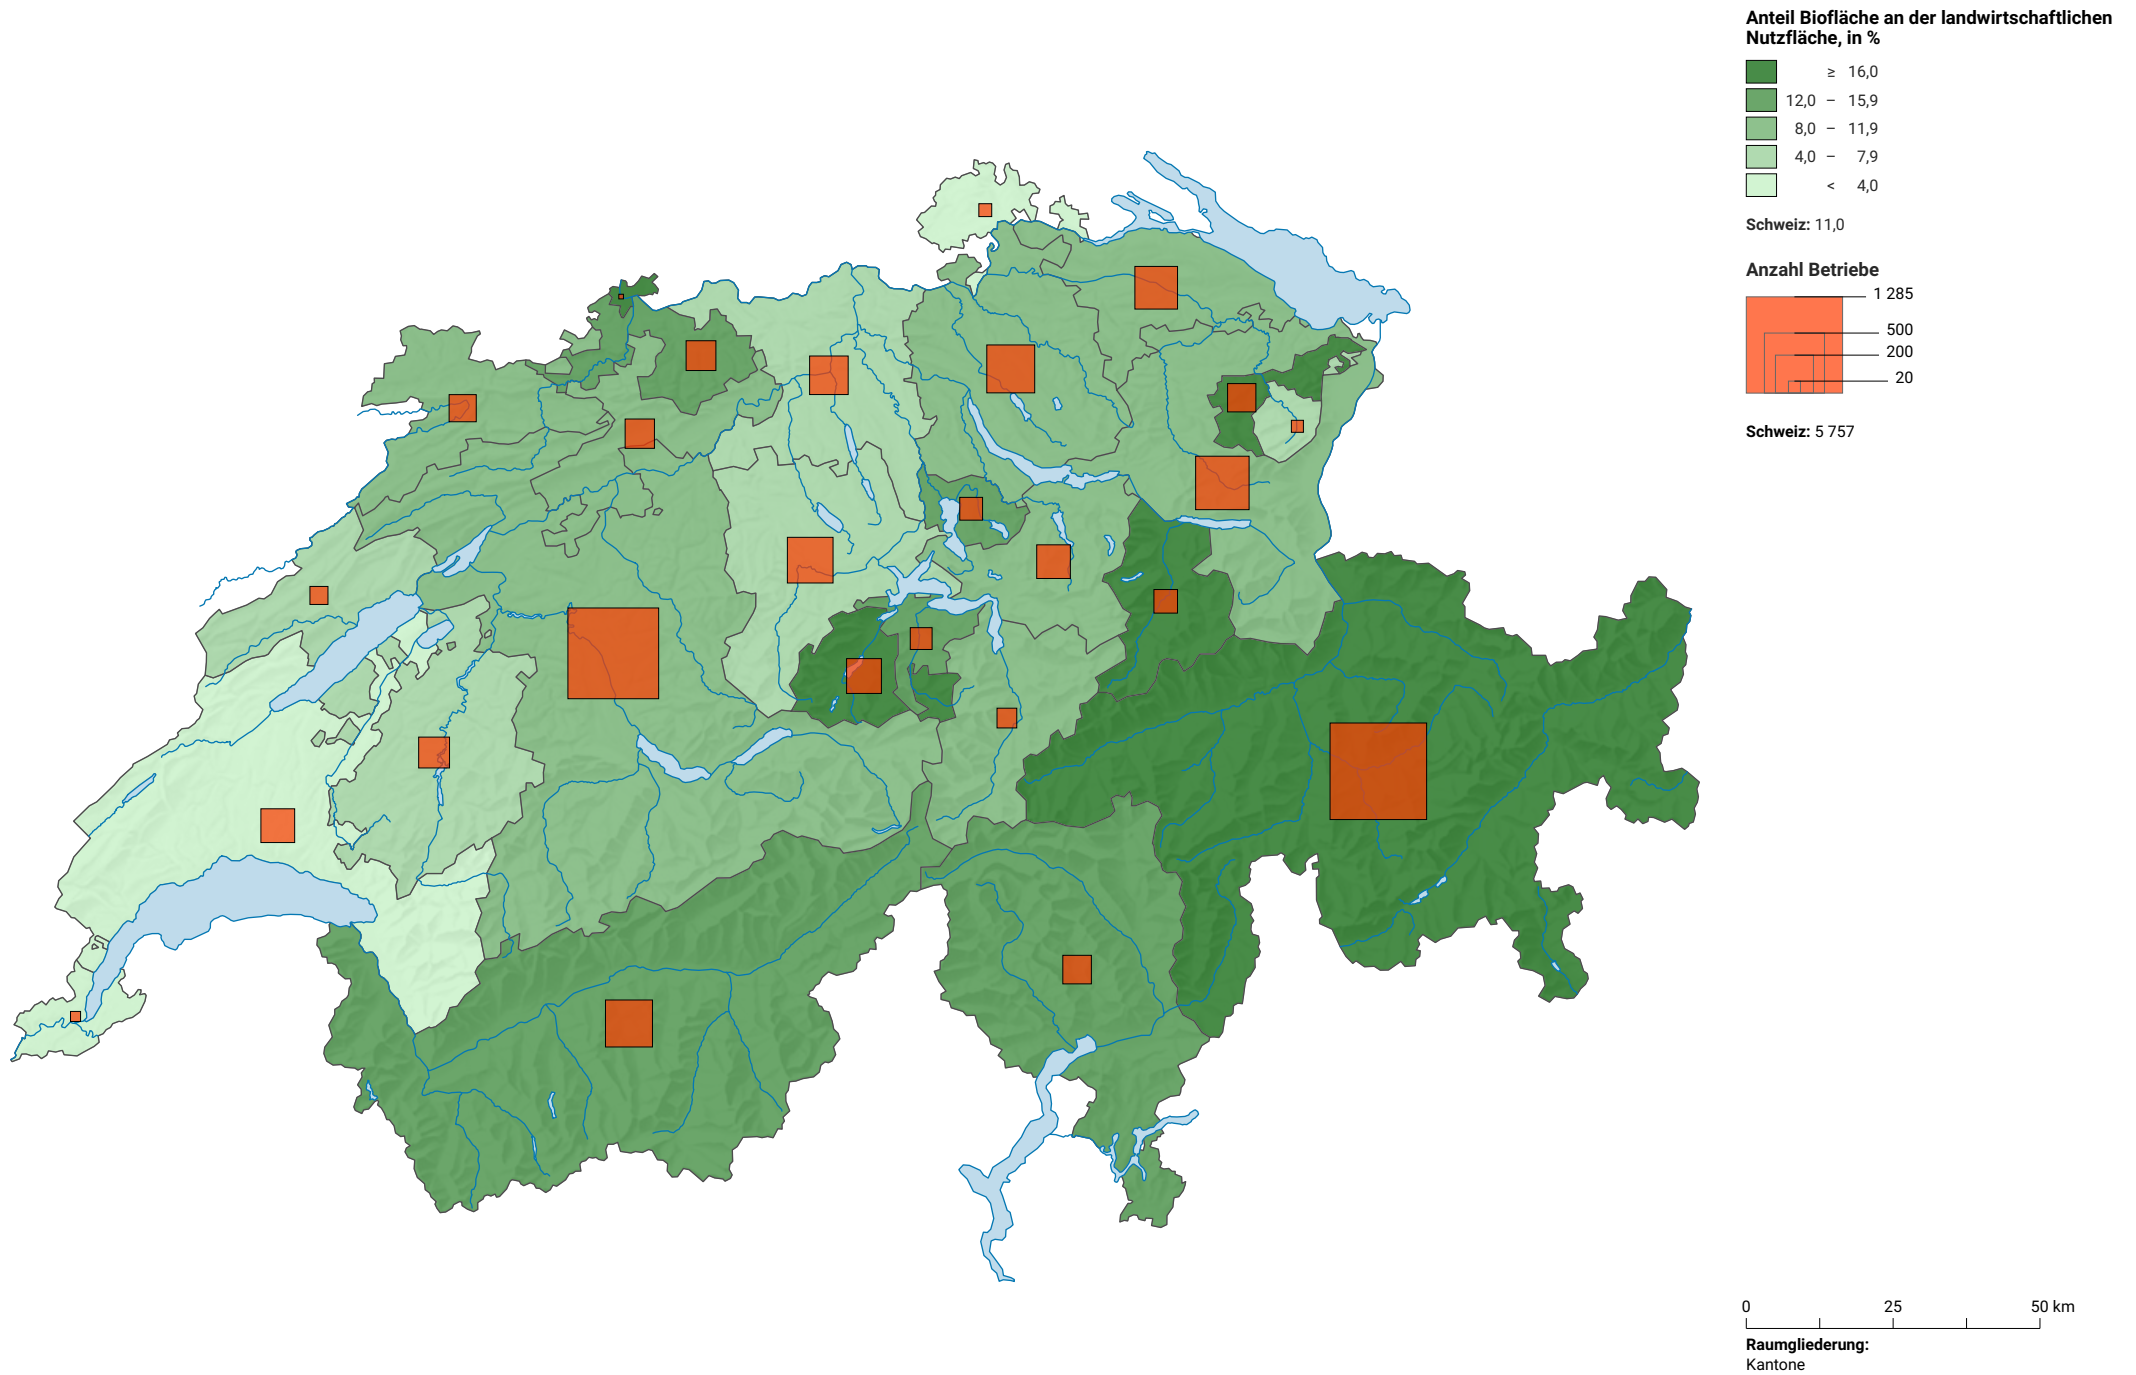 Anteil Biofläche an der landwirtschaftlichen
Nutzfläche, in %
≥ 16,0
12,0 – 15,9
8,0 – 11,9
4,0 – 7,9
< 4,0
Schweiz: 11,0
Anzahl Betriebe
1 285
500
200
20
Schweiz: 5 757
0 25 50 km
Raumgliederung:
Kantone